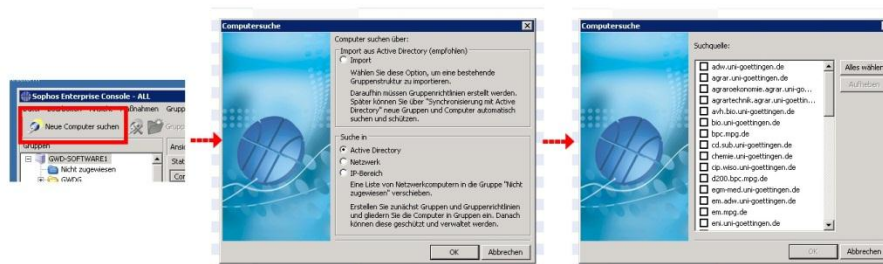 Sophos Enterprise Console - ALL
Neue Computer suchen
Grupp
Gruppen
GWD-SOFTWARE1
Nicht zugewiesen
GWDG
Stat
Computersuche
Computer suchen über:
Import aus Active Directory (empfohlen)
Import
Wählen Sie diese Option, um eine bestehende
Gruppenstruktur zu importieren.
Daraufhin müssen Gruppenrichtlinien erstellt werden.
Später können Sie über "Synchronisierung mit Active
Directory" neue Gruppen und Computer automatisch
suchen und schützen.
Suche in
Active Directory
Netzwerk
IP-Bereich
Eine Liste von Netzwerkcomputern in die Gruppe "Nicht
zugewiesen" verschieben.
Erstellen Sie zunächst Gruppen und Gruppenrichtlinien
und gliedern Sie die Computer in Gruppen ein. Danach
können diese geschützt und verwaltet werden.
OK Abbrechen
Computersuche
Suchquelle:
adw.uni-goettingen.de
agrar.uni-goettingen.de
agraroekonomie.agrar.uni-go...
agrartechnik.agrar.uni-goettin...
avh.bio.uni-goettingen.de
bio.uni-goettingen.de
bpc.mpg.de
cd.sub.uni-goettingen.de
chemie.uni-goettingen.de
cip.wiso.uni-goettingen.de
d200.bpc.mpg.de
egm-med.uni-goettingen.de
em.adw.uni-goettingen.de
em.mpg.de
eni.uni-goettingen.de
Alles wählen
Aufheben
OK Abbrechen